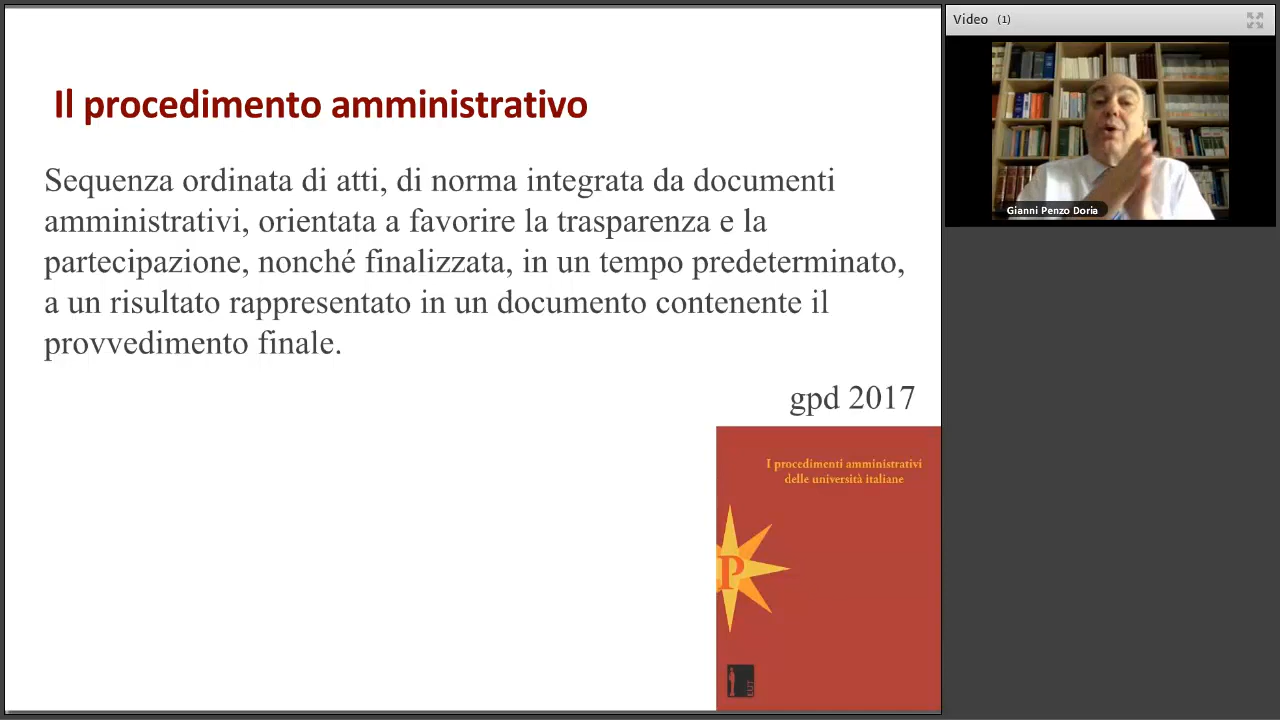 Il procedimento amministrativo
Sequenza ordinata di atti, di norma integrata da documenti
amministrativi, orientata a favorire la trasparenza e la
partecipazione, nonché finalizzata, in un tempo predeterminato,
a un risultato rappresentato in un documento contenente il
provvedimento finale.
gpd 2017
I procedimenti amministrativi
delle università italiane
P
EUT
Video (1)
Gianni Penzo Doria